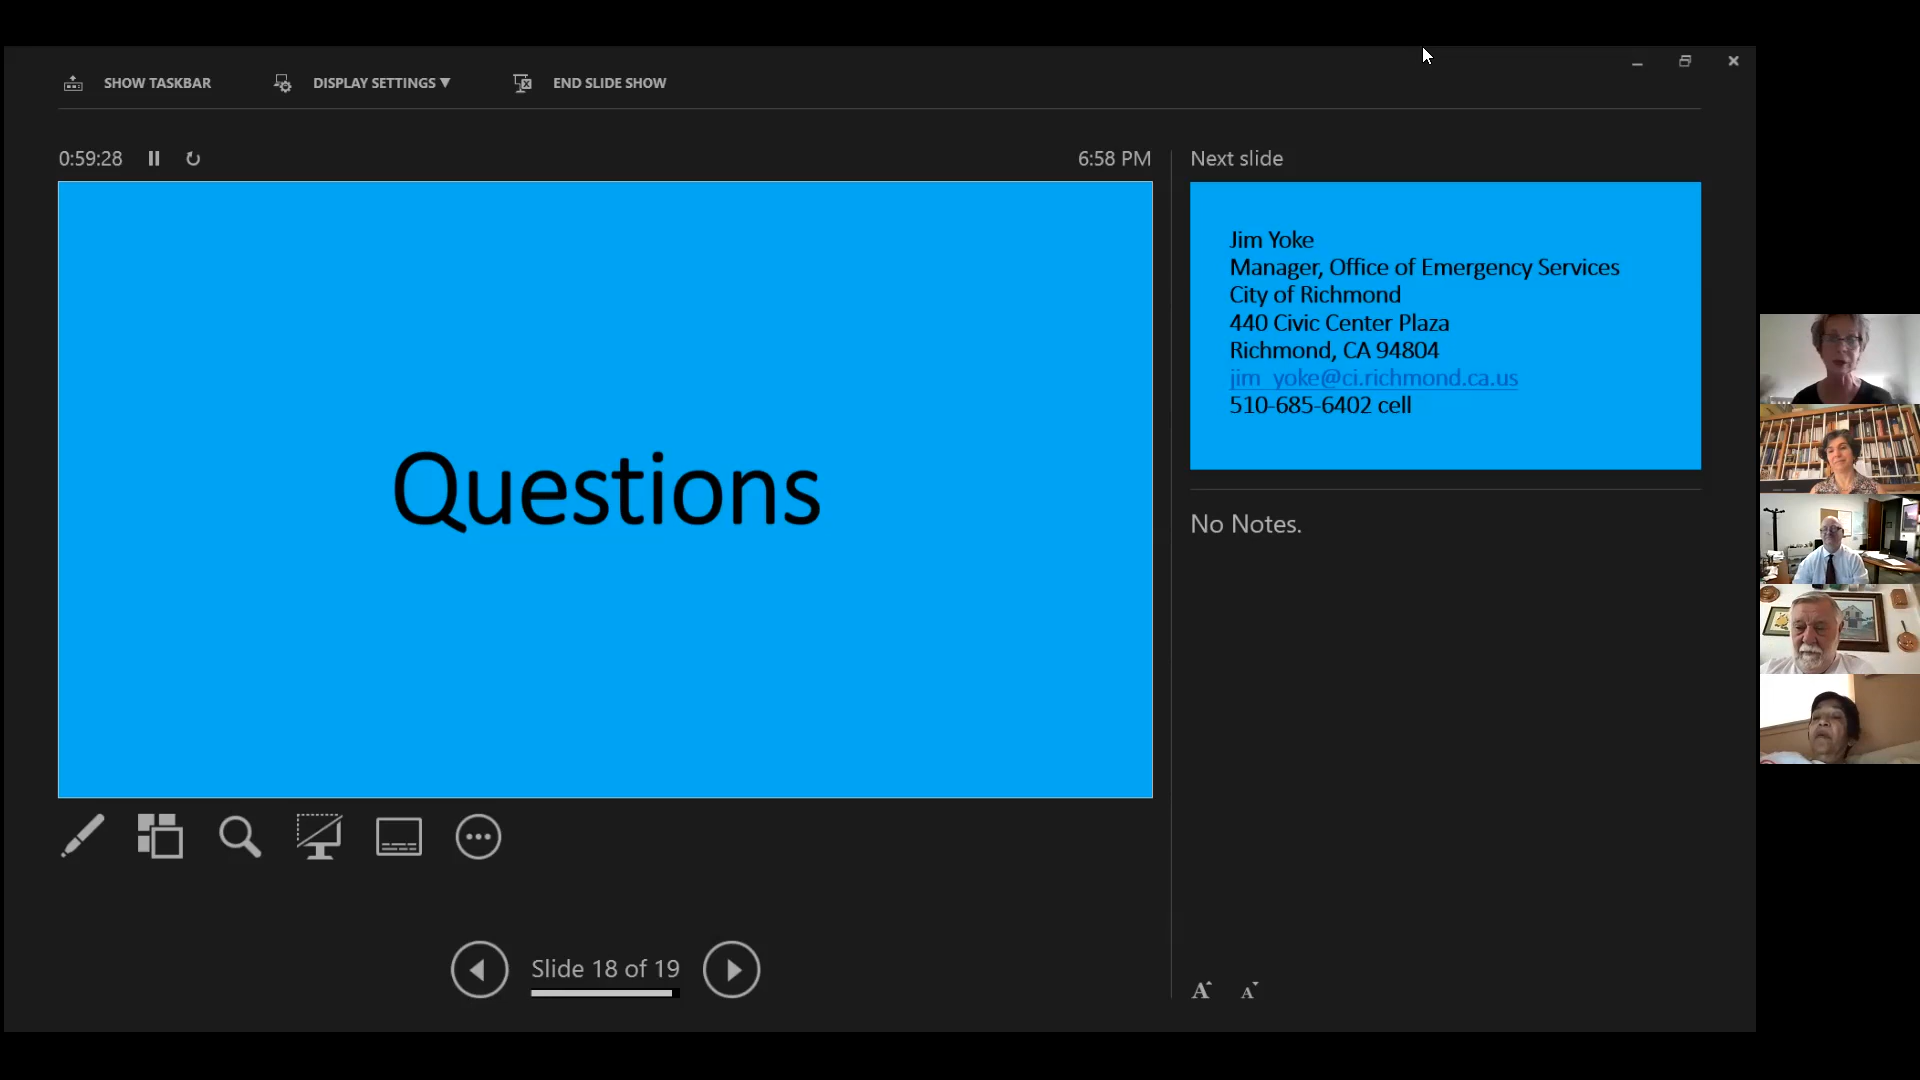 SHOW TASKBAR
DISPLAY SETTINGS ▼
END SLIDE SHOW
0:59:28
6:58 PM
Questions
Slide 18 of 19
Next slide
Jim Yoke
Manager, Office of Emergency Services
City of Richmond
440 Civic Center Plaza
Richmond, CA 94804
jim_yoke@ci.richmond.ca.us
510-685-6402 cell
No Notes.
A
A